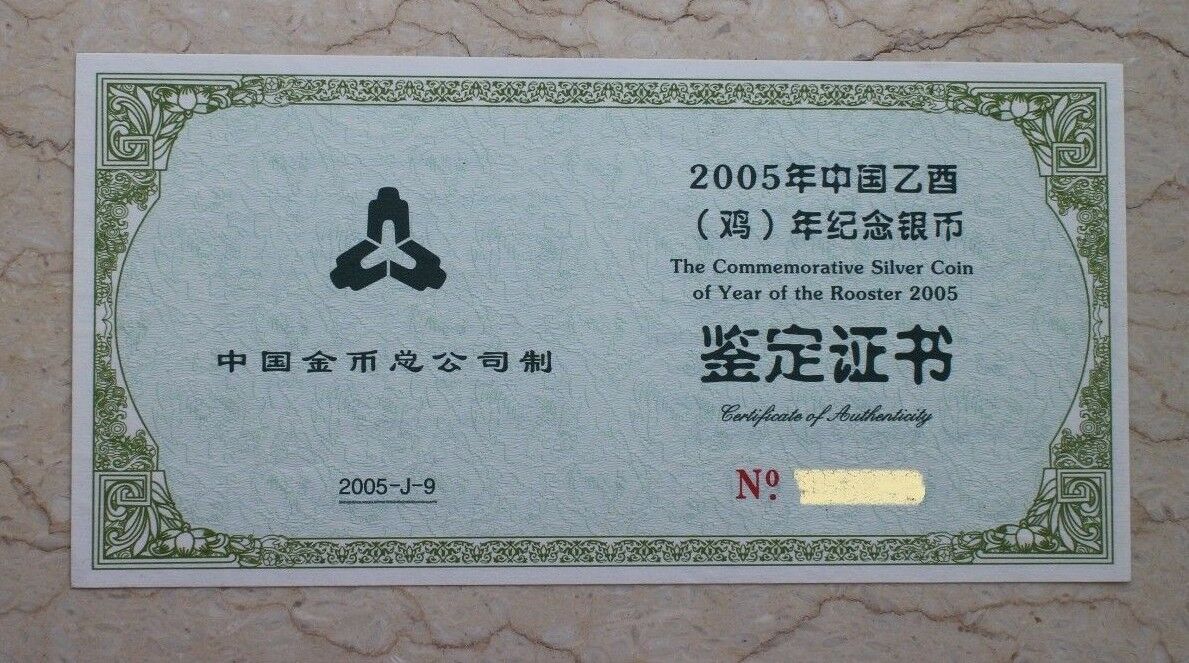 中国金币总公司制
2005-J-9
2005年中国乙酉
（鸡）年纪念银币
The Commemorative Silver Coin
of Year of the Rooster 2005
鉴定证书
Certificate of Authenticity
Nº.